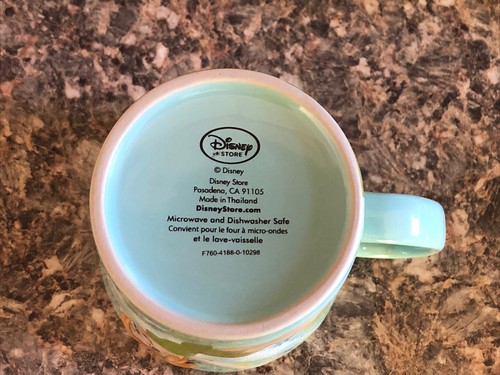 Disney
STORE
© Disney
Disney Store
Pasadena, CA 91105
Made in Thailand
DisneyStore.com
Microwave and Dishwasher Safe
Convient pour le four à micro-ondes
et le lave-vaisselle
F760-4188-0-10298